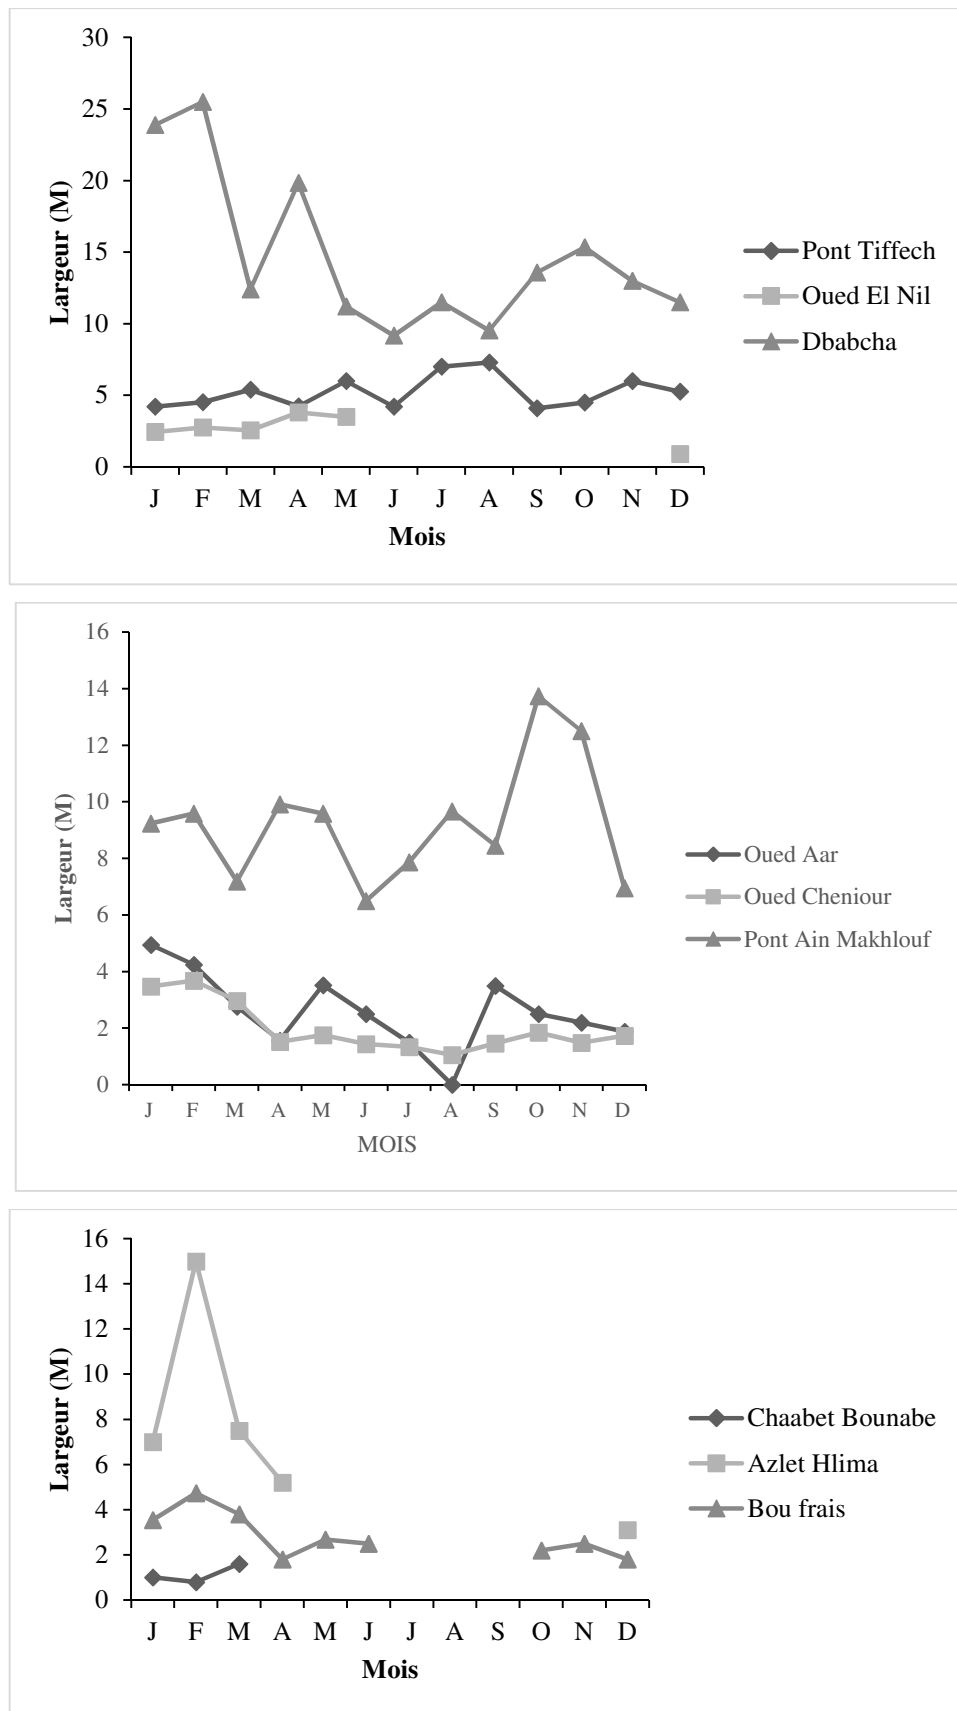 30
25
20
15
10
5
0
Largeur (M)
J F M A M J J A S O N D
Mois
Pont Tiffech
Oued El Nil
Dbabcha
16
14
12
10
8
6
4
2
0
Largeur (M)
J F M A M J J A S O N D
MOIS
Oued Aar
Oued Cheniour
Pont Ain Makhlouf
16
14
12
10
8
6
4
2
0
Largeur (M)
J F M A M J J A S O N D
Mois
Chaabet Bounabe
Azlet Hlima
Bou frais